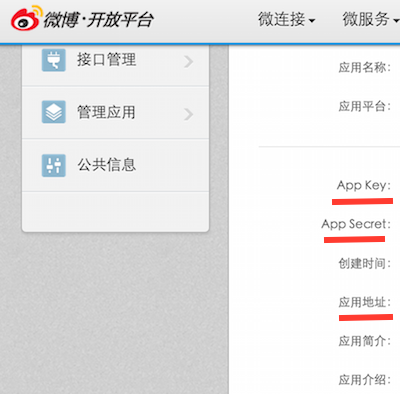 微博·开放平台
微连接
微服务
接口管理
管理应用
公共信息
应用名称:
应用平台:
App Key:
App Secret:
创建时间:
应用地址:
应用简介:
应用介绍: